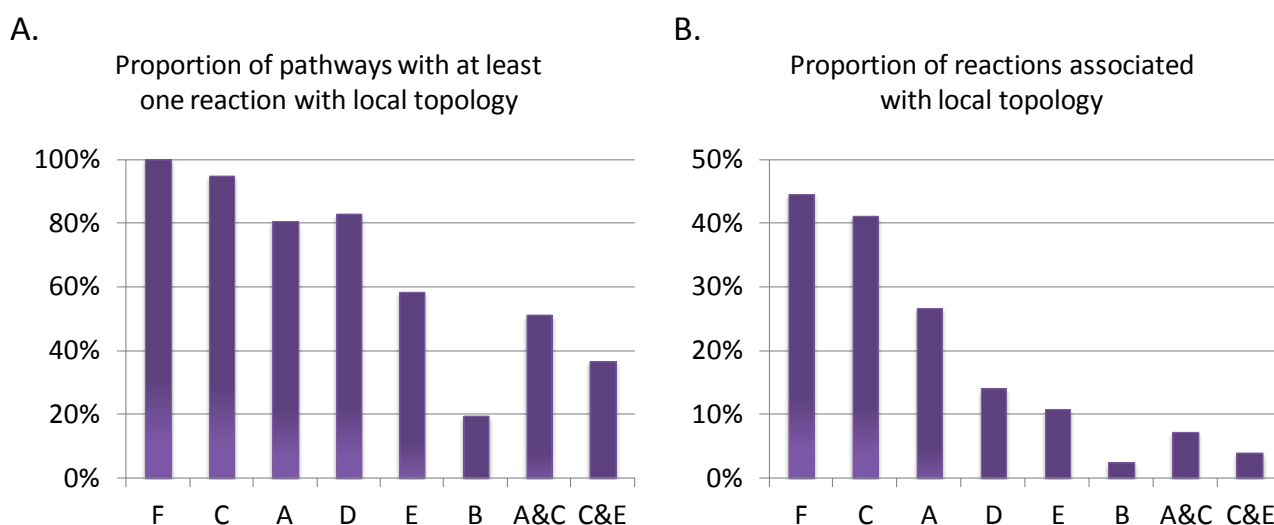 A.
Proportion of pathways with at least
one reaction with local topology
100%
80%
60%
40%
20%
0%
F C A D E B A&C C&E
B.
Proportion of reactions associated
with local topology
50%
40%
30%
20%
10%
0%
F C A D E B A&C C&E